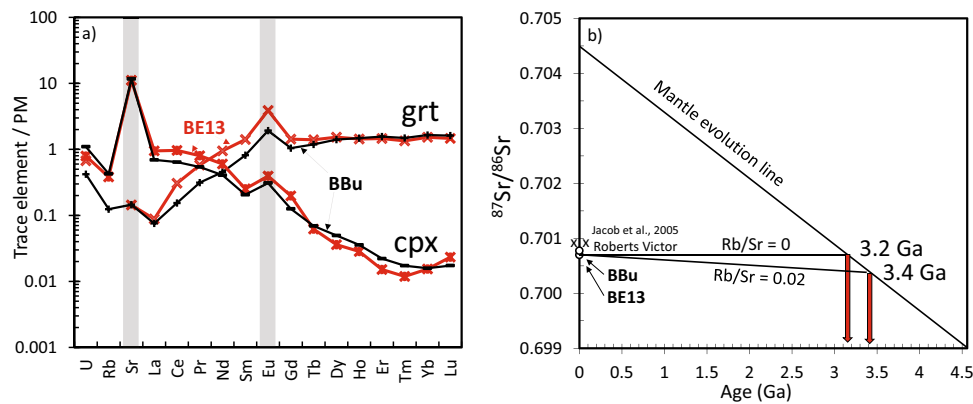 a)
Trace element / PM
100
10
1
0.1
0.01
0.001
BE13
grt
BBu
cpx
U Rb Sr La Ce Pr Nd Sm Eu Gd Tb Dy Ho Er Tm Yb Lu
b)
87Sr/86Sr
0.705
0.704
0.703
0.702
0.701
0.700
0.699
Mantle evolution line
Jacob et al., 2005
Roberts Victor
Rb/Sr = 0
3.2 Ga
BBu
BE13
Rb/Sr = 0.02
3.4 Ga
0 0.5 1 1.5 2 2.5 3 3.5 4 4.5
Age (Ga)